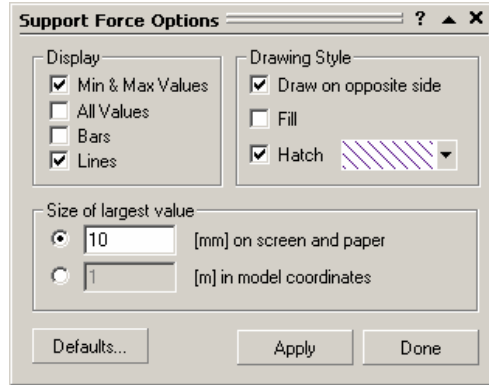 Support Force Options ?
Display
Min & Max Values
All Values
Bars
Lines
Drawing Style
Draw on opposite side
Fill
Hatch
Size of largest value
10 [mm] on screen and paper
1 [m] in model coordinates
Defaults... Apply Done